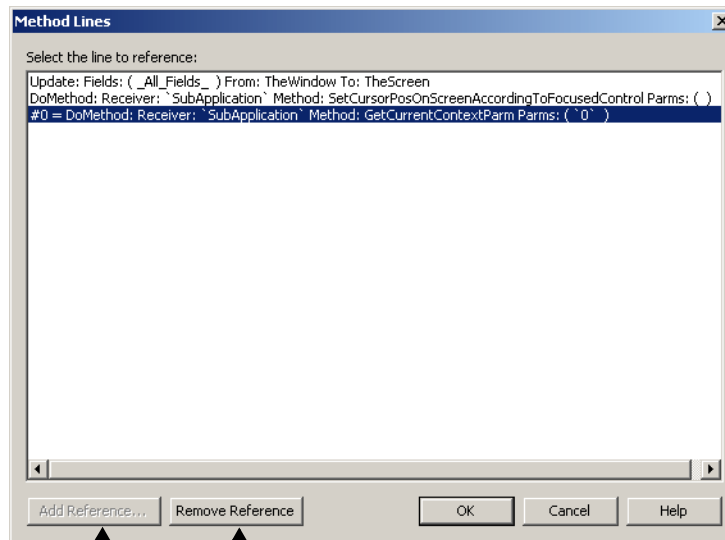 Method Lines
Select the line to reference:
Update: Fields: ( _All_Fields_ ) From: TheWindow To: TheScreen
DoMethod: Receiver: `SubApplication` Method: SetCursorPosOnScreenAccordingToFocusedControl Parms: ( )
#0 = DoMethod: Receiver: `SubApplication` Method: GetCurrentContextParm Parms: ( `0` )
Add Reference... Remove Reference OK Cancel Help